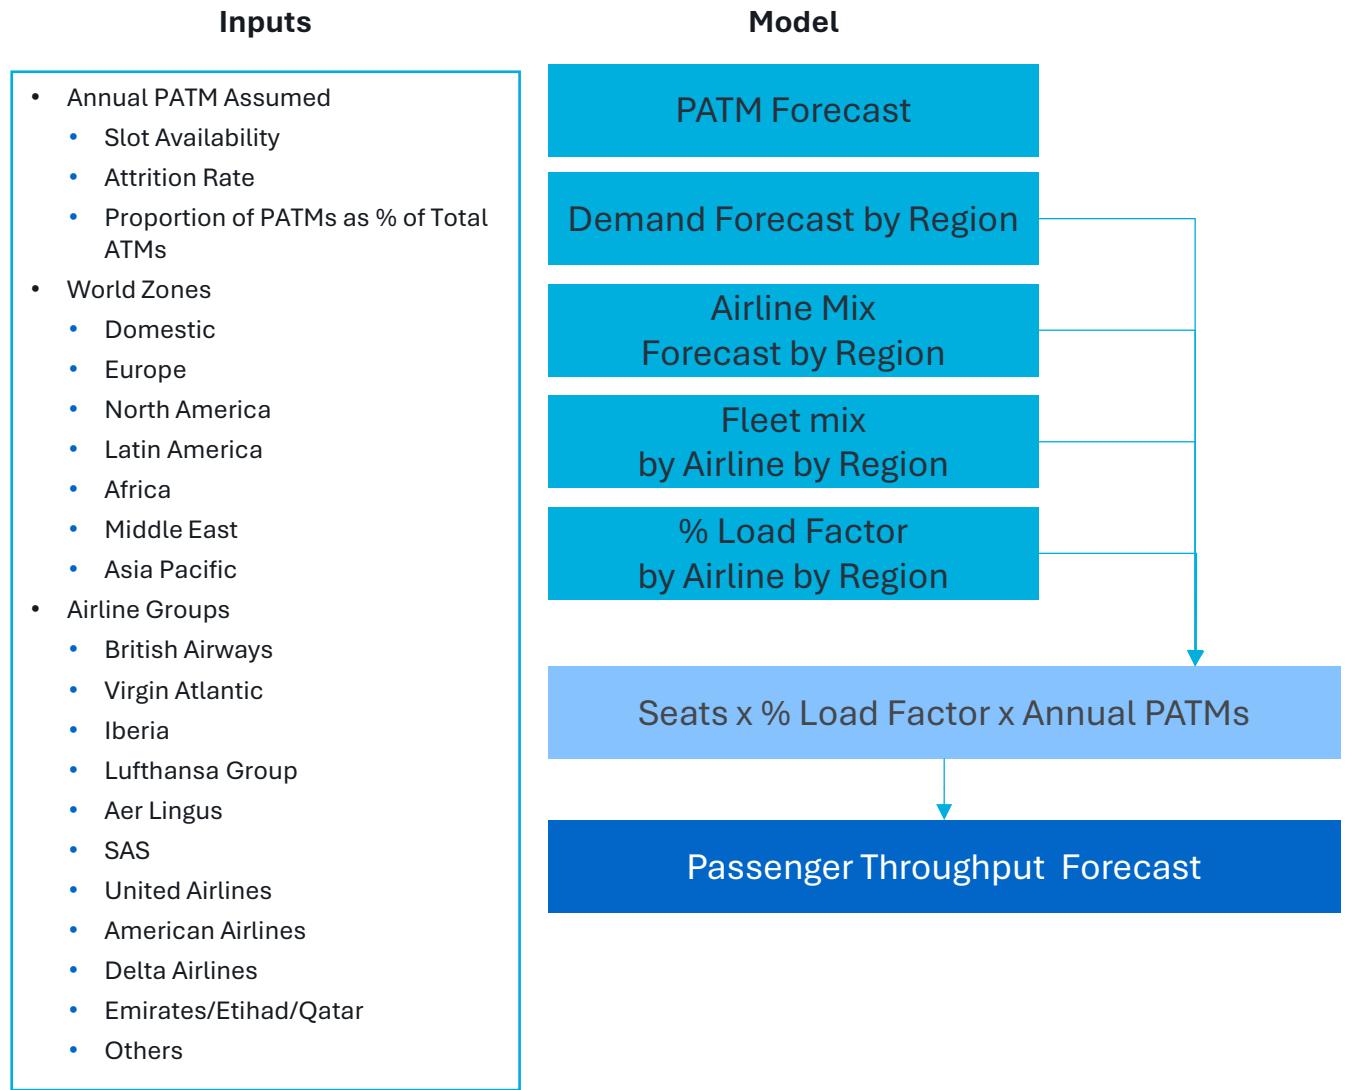 Inputs
Model
Annual PATM Assumed
Slot Availability
Attrition Rate
Proportion of PATMs as % of Total
ATMs
World Zones
Domestic
Europe
North America
Latin America
Africa
Middle East
Asia Pacific
Airline Groups
British Airways
Virgin Atlantic
Iberia
Lufthansa Group
Aer Lingus
SAS
United Airlines
American Airlines
Delta Airlines
Emirates/Etihad/Qatar
Others
PATM Forecast
Demand Forecast by Region
Airline Mix
Forecast by Region
Fleet mix
by Airline by Region
% Load Factor
by Airline by Region
Seats x % Load Factor x Annual PATMs
Passenger Throughput  Forecast